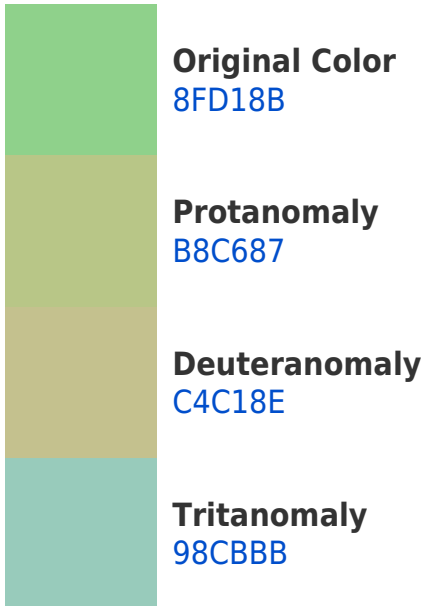 Original Color
8FD18B
Protanomaly
B8C687
Deuteranomaly
C4C18E
Tritanomaly
98CBBB